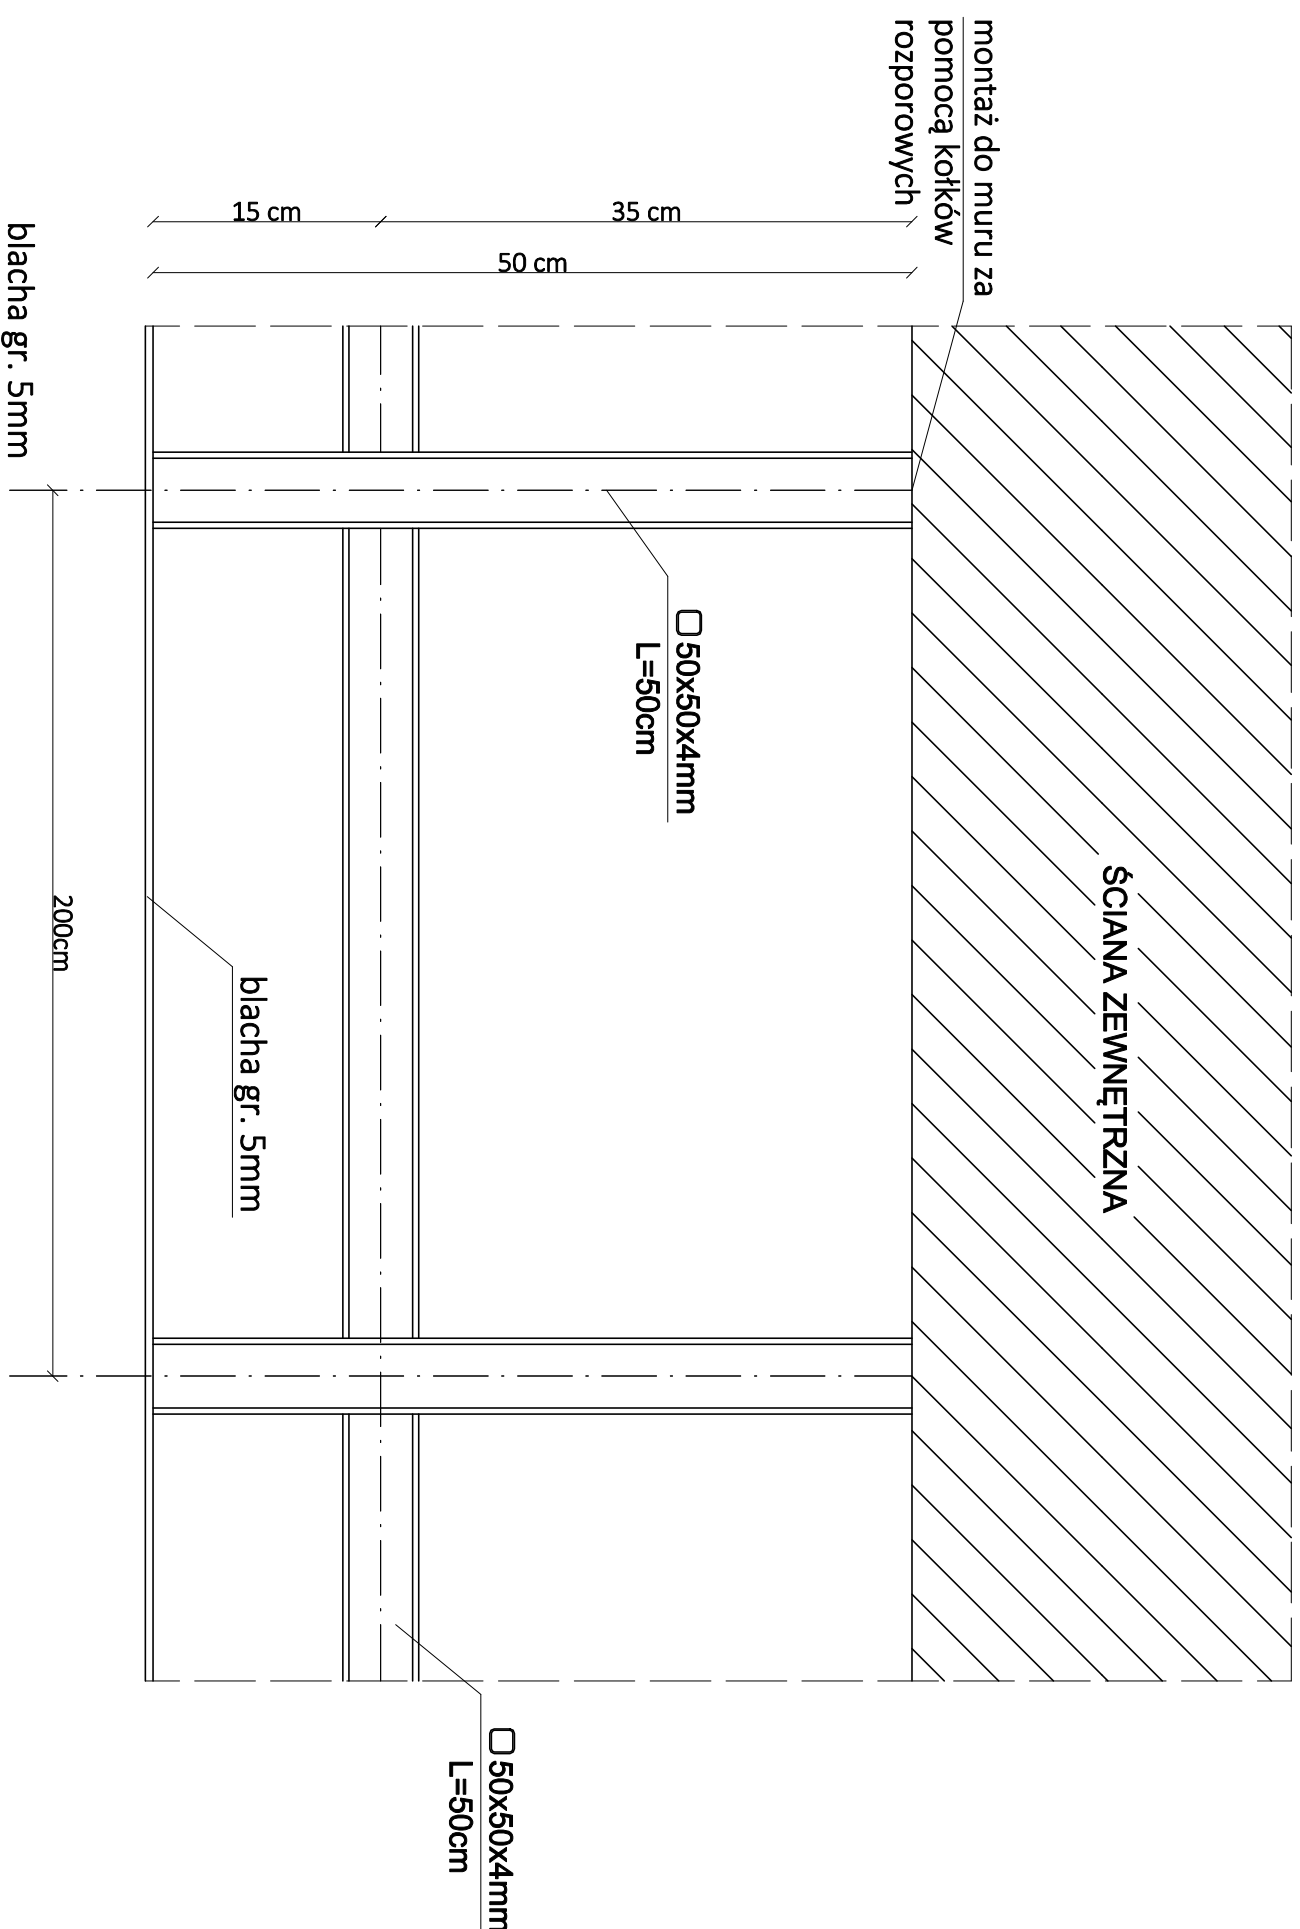 montaż do muru za
pomocą kołków
rozporowych
15 cm
35 cm
50 cm
ŚCIANA ZEWNĘTRZNA
50x50x4mm
L=50cm
blacha gr. 5mm
200cm
50x50x4mm
L=50cm
blacha gr. 5mm